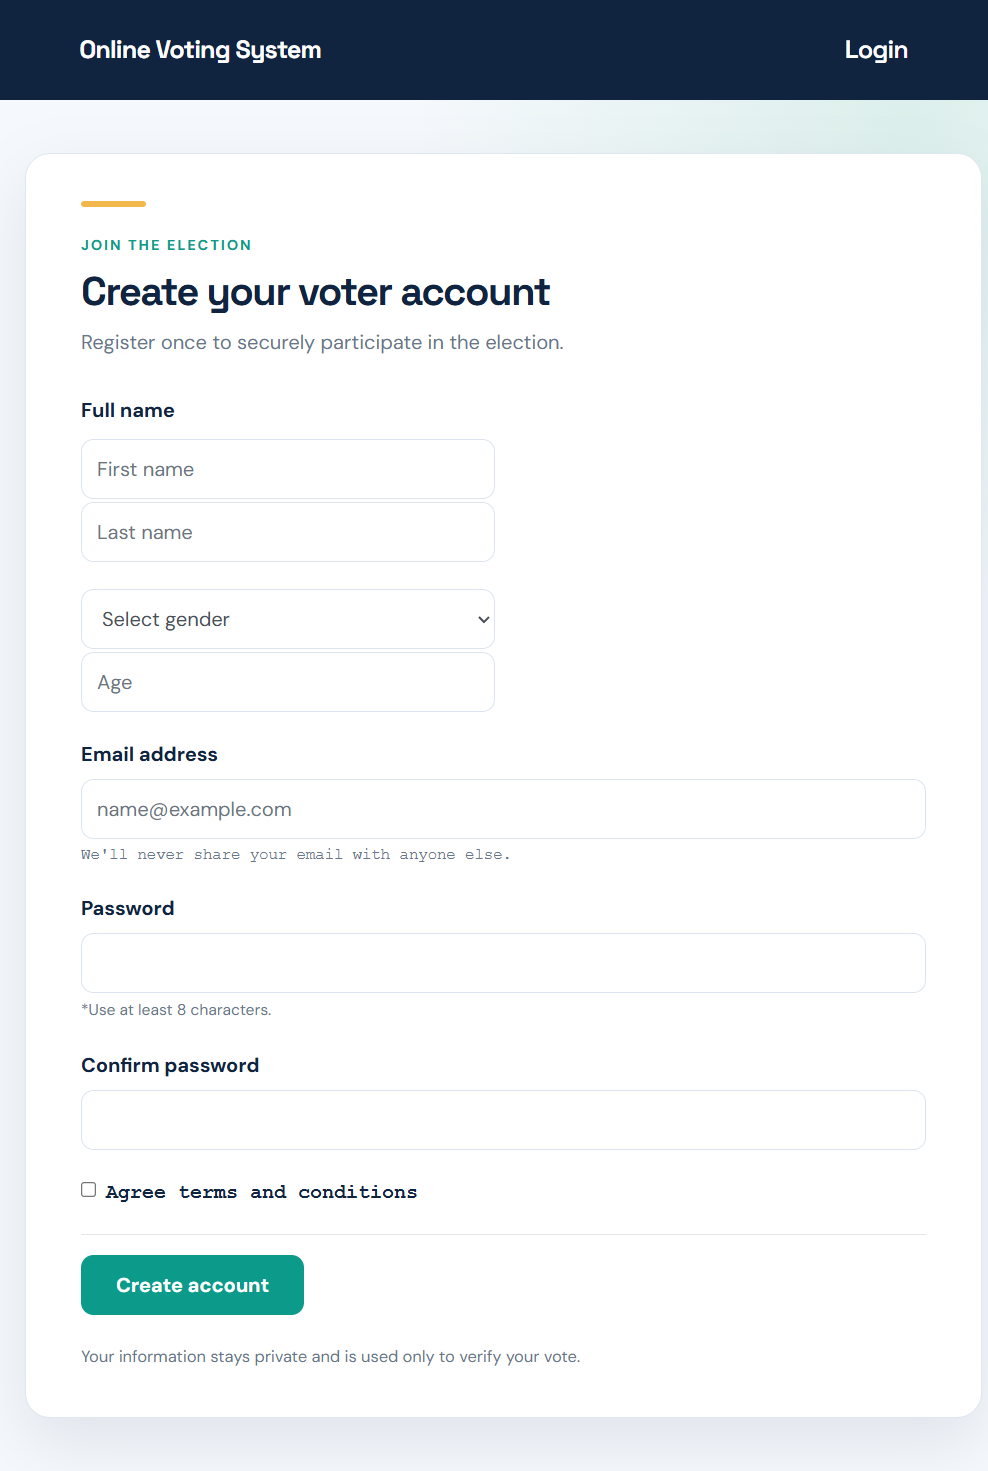 Online Voting System
Login
JOIN THE ELECTION
Create your voter account
Register once to securely participate in the election.
Full name
First name
Last name
Select gender
Age
Email address
name@example.com
We'll never share your email with anyone else.
Password
*Use at least 8 characters.
Confirm password
Agree terms and conditions
Create account
Your information stays private and is used only to verify your vote.